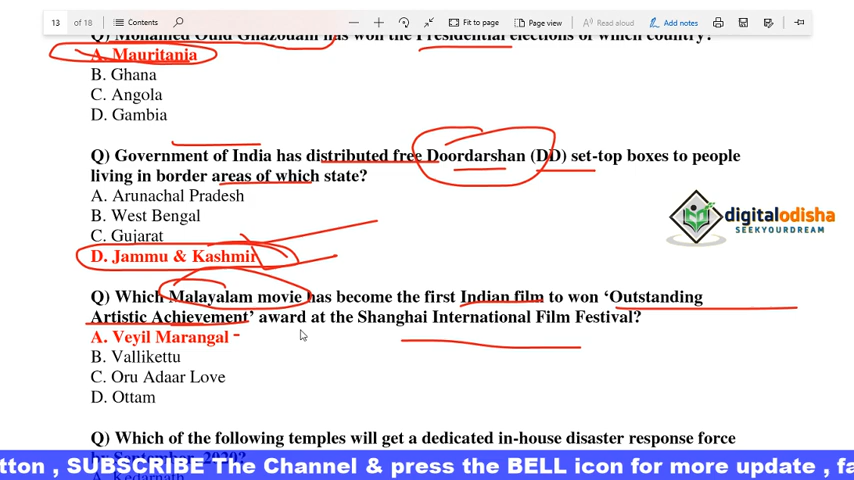 13 of 18
Contents
Fit to page
Page view
Read aloud
Add notes
Q) Mohamed Ould Ghazouani has won the Presidential elections of which country?
A. Mauritania
B. Ghana
C. Angola
D. Gambia
Q) Government of India has distributed free Doordarshan (DD) set-top boxes to people
living in border areas of which state?
A. Arunachal Pradesh
B. West Bengal
C. Gujarat
D. Jammu & Kashmir
digitalodisha
SEEKYOURDREAM
Q) Which Malayalam movie has become the first Indian film to won ‘Outstanding
Artistic Achievement’ award at the Shanghai International Film Festival?
A. Veyil Marangal
B. Vallikettu
C. Oru Adaar Love
D. Ottam
Q) Which of the following temples will get a dedicated in-house disaster response force
by September, 2020?
tton , SUBSCRIBE The Channel & press the BELL icon for more update , fa
A. Kedarnath